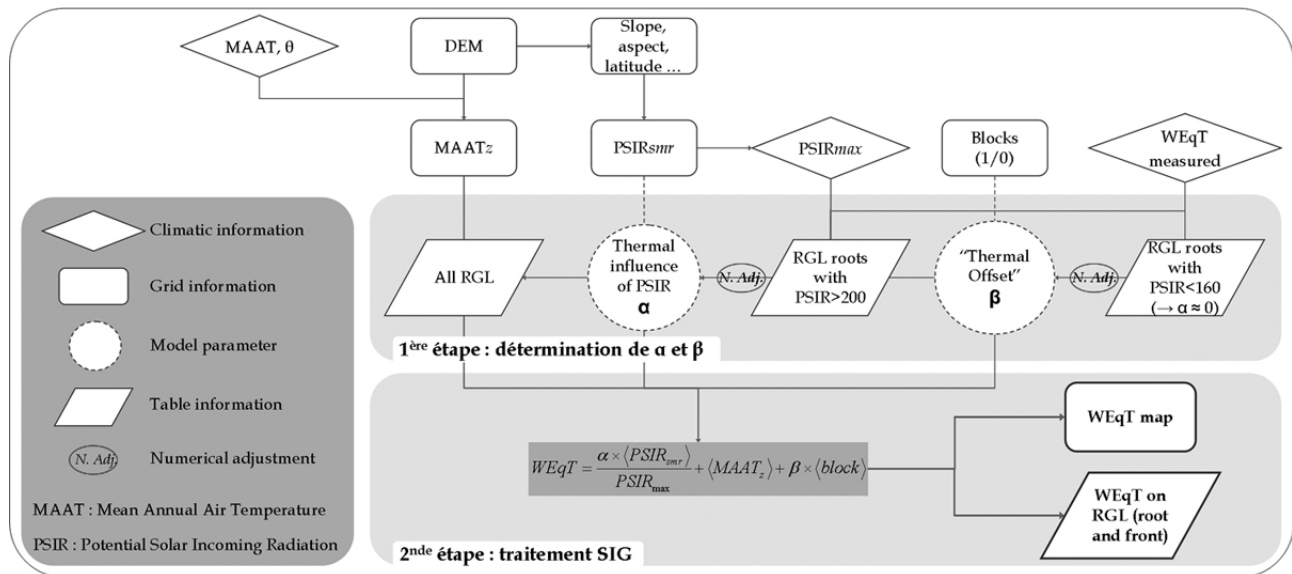 MAAT, θ
DEM
Slope,
aspect,
latitude ...
MAATz
PSIRsmr
PSIRmax
Blocks
(1/0)
WEqT
measured
Climatic information
Grid information
Model parameter
Table information
N. Adj.
Numerical adjustment
MAAT : Mean Annual Air Temperature
PSIR : Potential Solar Incoming Radiation
All RGL
Thermal
influence
of PSIR
α
N. Adj.
RGL roots
with
PSIR>200
“Thermal
Offset”
β
N. Adj.
RGL roots
with
PSIR<160
(→ α ≈ 0)
1ère étape : détermination de α et β
WEqT = α × ⟨PSIRsmr⟩ / PSIRmax + ⟨MAATz⟩ + β × ⟨block⟩
WEqT map
WEqT on
RGL (root
and front)
2nde étape : traitement SIG